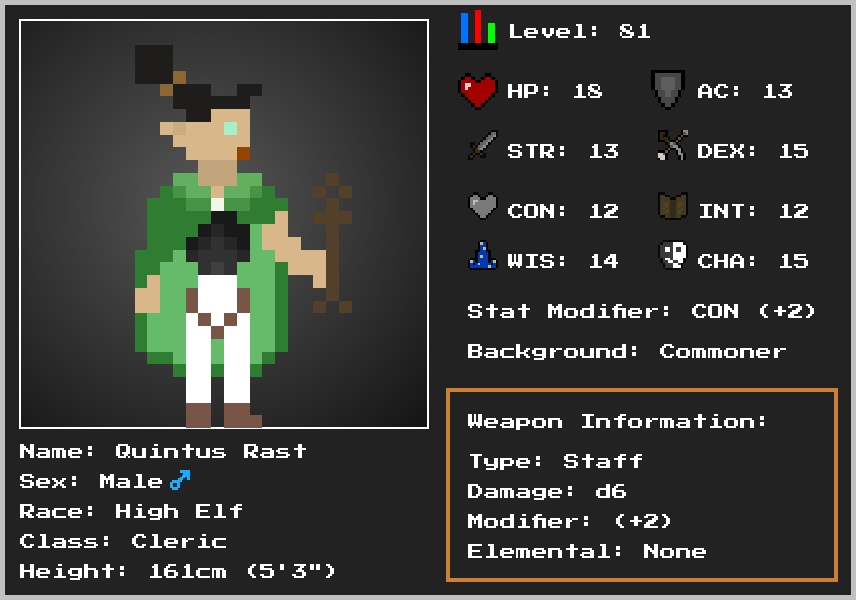 Level: 81
HP: 18
AC: 13
STR: 13
DEX: 15
CON: 12
INT: 12
WIS: 14
CHA: 15
Stat Modifier: CON (+2)
Background: Commoner
Weapon Information:
Type: Staff
Damage: d6
Modifier: (+2)
Elemental: None
Name: Quintus Rast
Sex: Male♂
Race: High Elf
Class: Cleric
Height: 161cm (5'3")